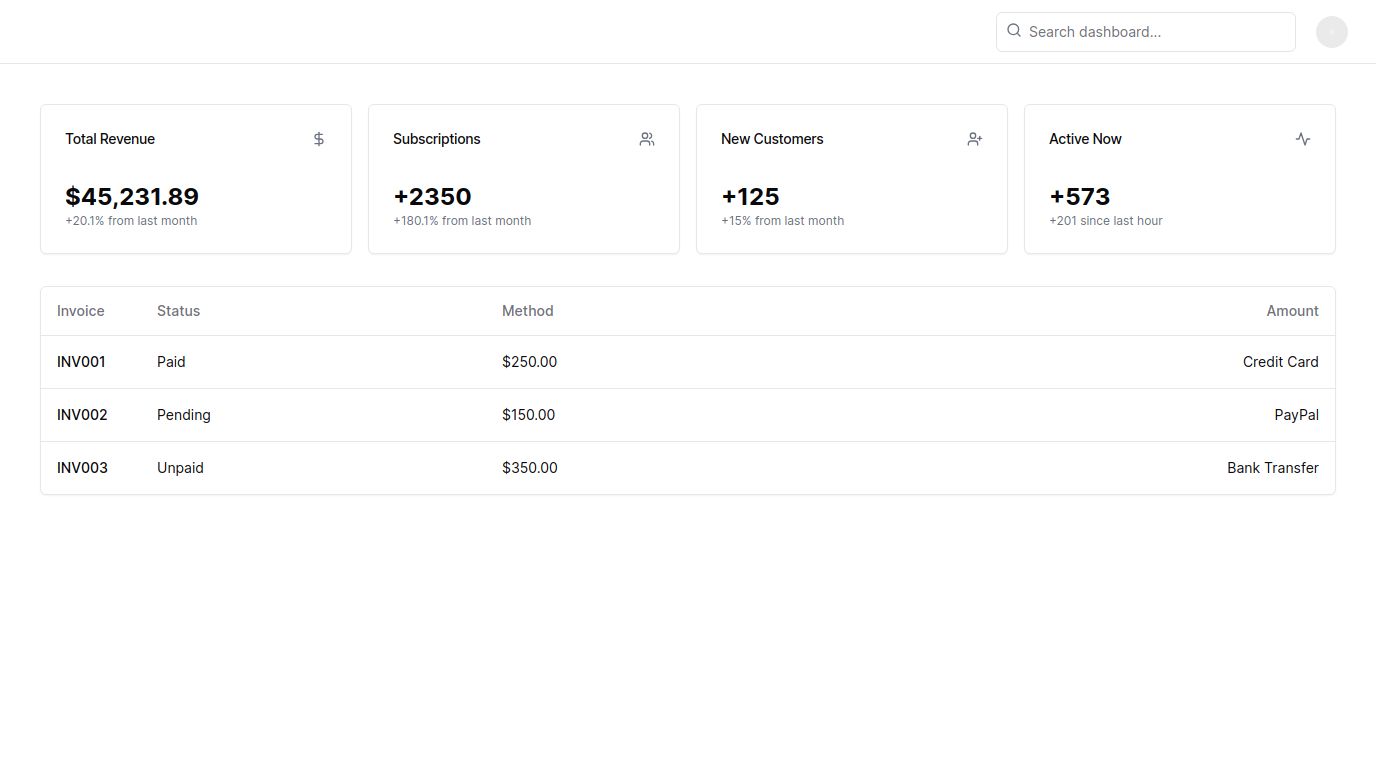 Search dashboard...
Total Revenue
$45,231.89
+20.1% from last month
Subscriptions
+2350
+180.1% from last month
New Customers
+125
+15% from last month
Active Now
+573
+201 since last hour
Invoice Status Method Amount
INV001 Paid $250.00 Credit Card
INV002 Pending $150.00 PayPal
INV003 Unpaid $350.00 Bank Transfer